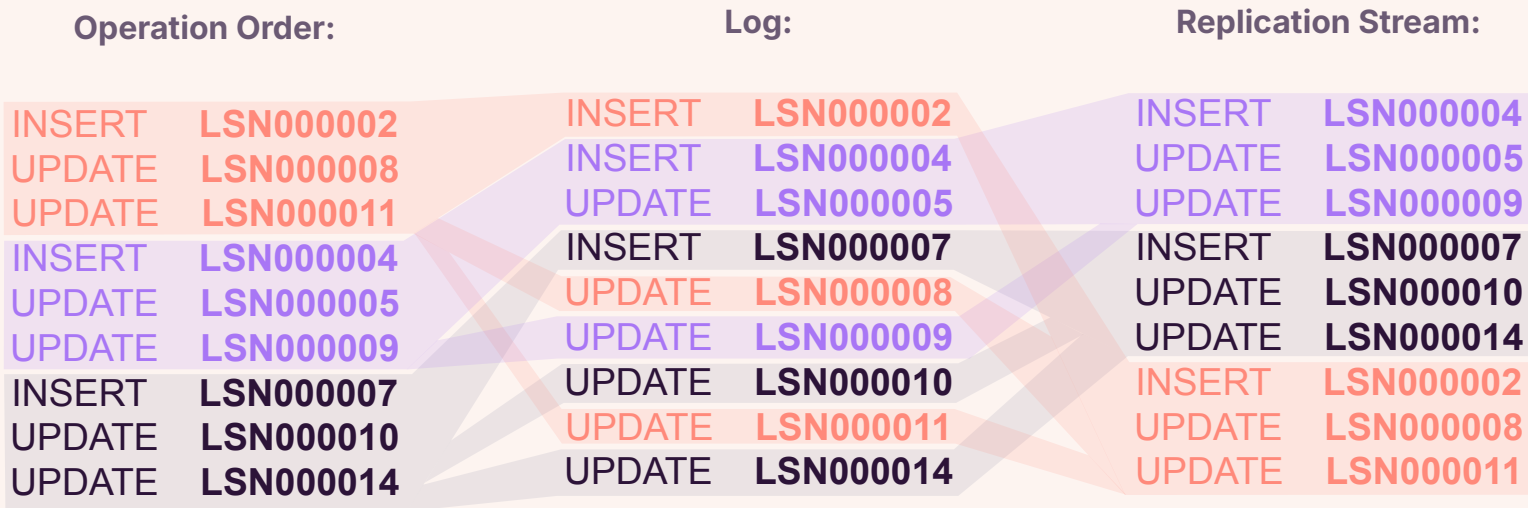 Operation Order:
INSERT LSN000002
UPDATE LSN000008
UPDATE LSN000011
INSERT LSN000004
UPDATE LSN000005
UPDATE LSN000009
INSERT LSN000007
UPDATE LSN000010
UPDATE LSN000014
Log:
INSERT LSN000002
INSERT LSN000004
UPDATE LSN000005
INSERT LSN000007
UPDATE LSN000008
UPDATE LSN000009
UPDATE LSN000010
UPDATE LSN000011
UPDATE LSN000014
Replication Stream:
INSERT LSN000004
UPDATE LSN000005
UPDATE LSN000009
INSERT LSN000007
UPDATE LSN000010
UPDATE LSN000014
INSERT LSN000002
UPDATE LSN000008
UPDATE LSN000011